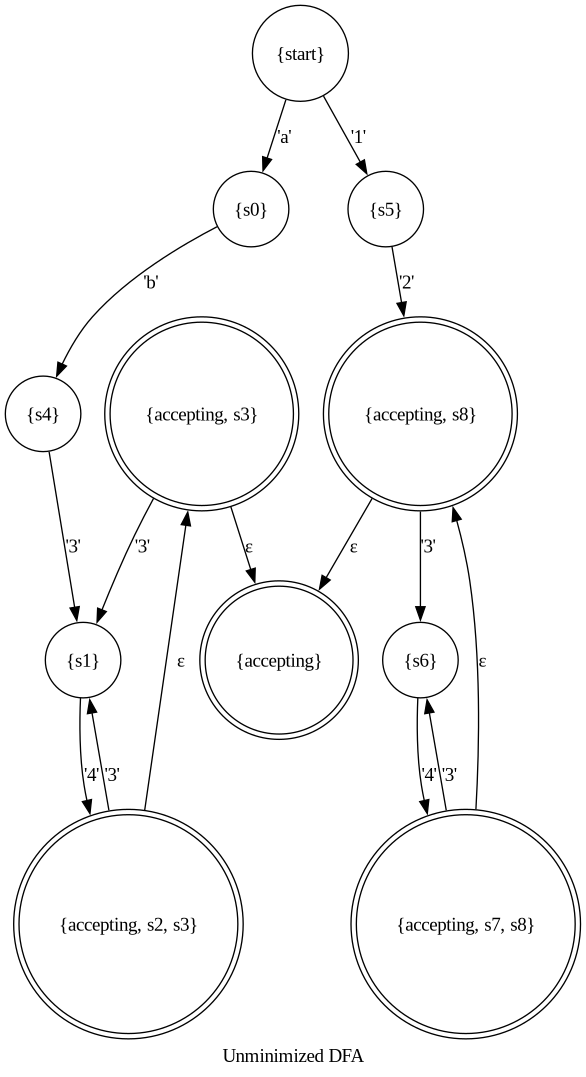 {start}
'a'
'1'
{s0}
{s5}
'b'
'2'
{s4}
{accepting, s3}
{accepting, s8}
'3'
'3'
ε
ε
'3'
{s1}
ε
{accepting}
{s6}
ε
'4'
'3'
'4'
'3'
{accepting, s2, s3}
{accepting, s7, s8}
Unminimized DFA